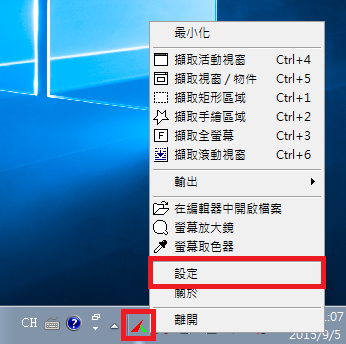 最小化
擷取活動視窗 Ctrl+4
擷取視窗 / 物件 Ctrl+5
擷取矩形區域 Ctrl+1
擷取手繪區域 Ctrl+2
擷取全螢幕 Ctrl+3
擷取滾動視窗 Ctrl+6
輸出
在編輯器中開啟檔案
螢幕放大鏡
螢幕取色器
設定
關於
離開
CH
:07
2015/9/5